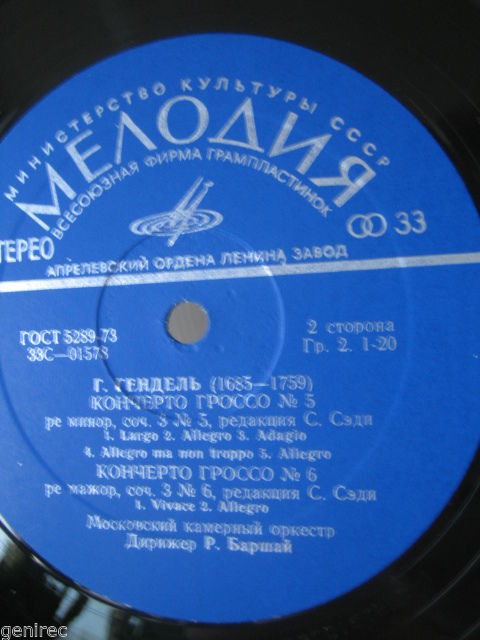 МИНИСТЕРСТВО КУЛЬТУРЫ СССР
МЕЛОДИЯ
ВСЕСОЮЗНАЯ ФИРМА ГРАМПЛАСТИНОК
ТЕРЕО
33
АПРЕЛЕВСКИЙ ОРДЕНА ЛЕНИНА ЗАВОД
ГОСТ 5289-73
33С—01573
2 сторона
Гр. 2. 1-20
Г. ГЕНДЕЛЬ (1685—1759)
КОНЧЕРТО ГРОССО № 5
ре минор, соч. 3 № 5, редакция С. Сэди
1. Largo 2. Allegro 3. Adagio
4. Allegro ma non troppo 5. Allegro
КОНЧЕРТО ГРОССО № 6
ре мажор, соч. 3 № 6, редакция С. Сэди
1. Vivace 2. Allegro
Московский камерный оркестр
Дирижер Р. Баршай
genirec